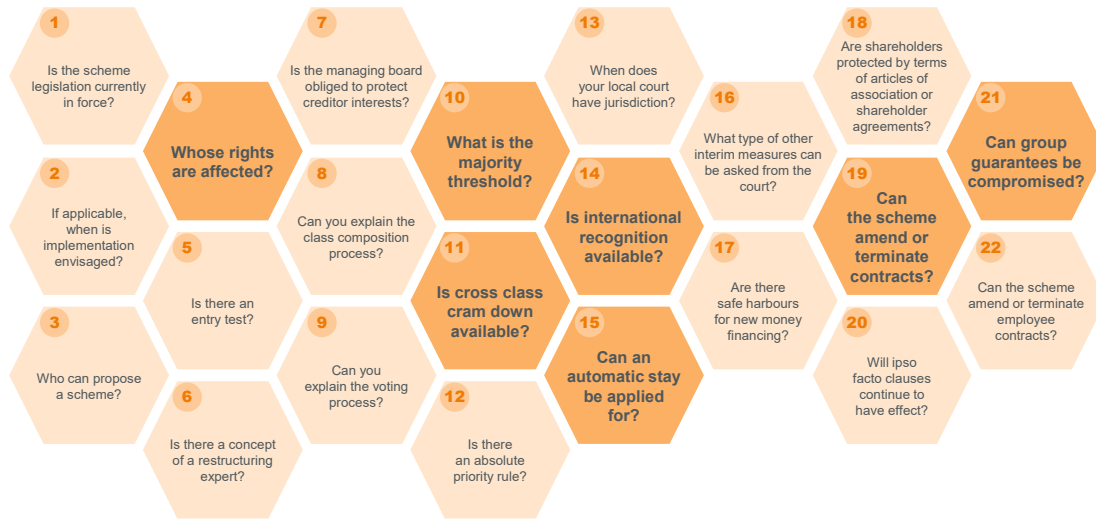 1
Is the scheme
legislation currently
in force?
2
If applicable,
when is
implementation
envisaged?
3
Who can propose
a scheme?
4
Whose rights
are affected?
5
Is there an
entry test?
6
Is there a concept
of a restructuring
expert?
7
Is the managing board
obliged to protect
creditor interests?
8
Can you explain the
class composition
process?
9
Can you
explain the voting
process?
10
What is the
majority
threshold?
11
Is cross class
cram down
available?
12
Is there
an absolute
priority rule?
13
When does
your local court
have jurisdiction?
14
Is international
recognition
available?
15
Can an
automatic stay
be applied
for?
16
What type of other
interim measures can
be asked from the
court?
17
Are there
safe harbours
for new money
financing?
18
Are shareholders
protected by terms
of articles of
association or
shareholder
agreements?
19
Can
the scheme
amend or
terminate
contracts?
20
Will ipso
facto clauses
continue to
have effect?
21
Can group
guarantees be
compromised?
22
Can the scheme
amend or terminate
employee
contracts?